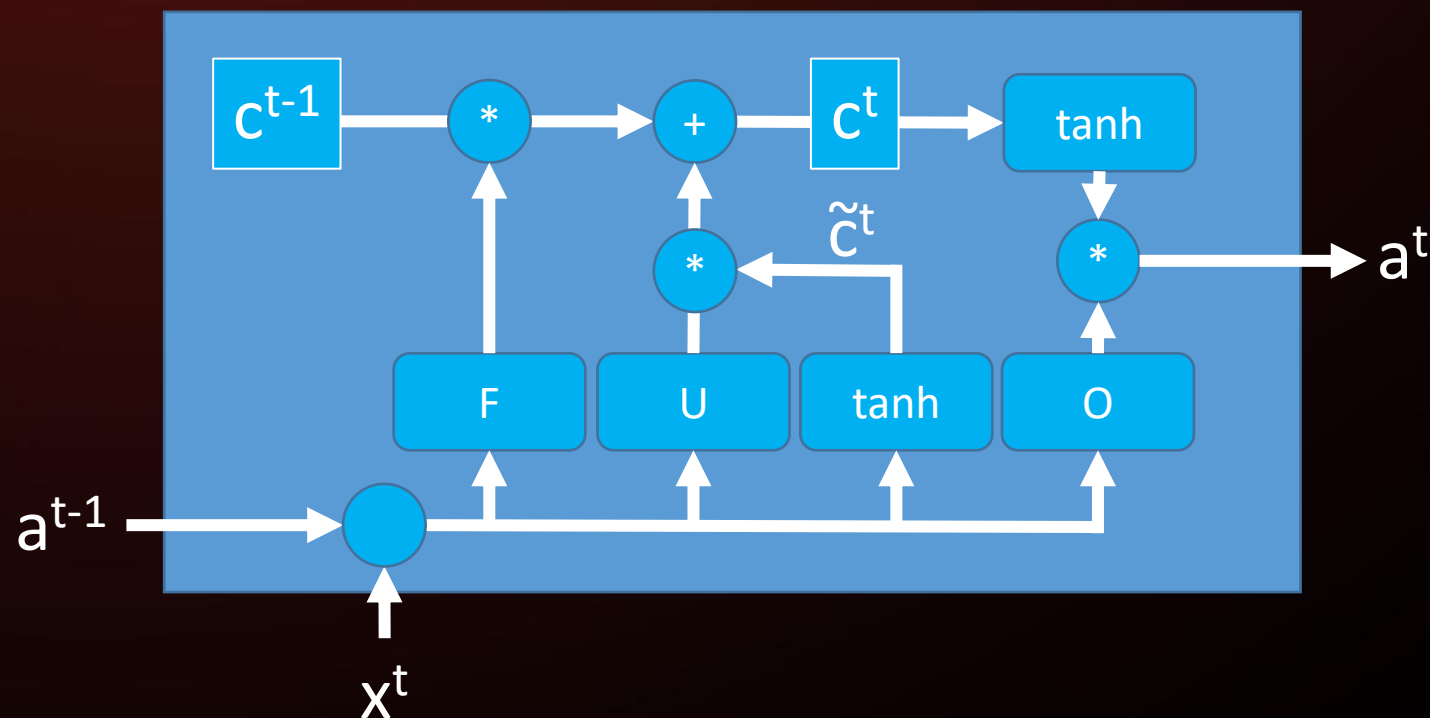 c^t-1 * + c^t tanh
c̃^t
* *
a^t
F U tanh O
a^t-1
x^t